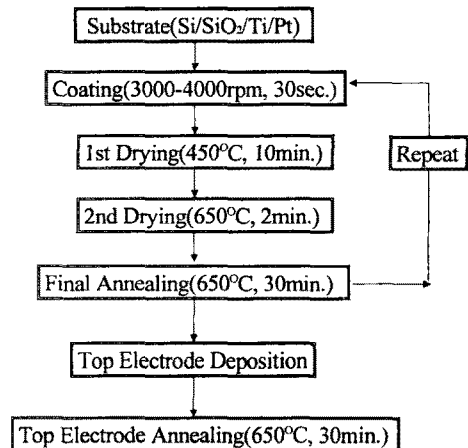 Substrate(Si/SiO₂/Ti/Pt)
Coating(3000-4000rpm, 30sec.)
1st Drying(450°C, 10min.)
Repeat
2nd Drying(650°C, 2min.)
Final Annealing(650°C, 30min.)
Top Electrode Deposition
Top Electrode Annealing(650°C, 30min.)